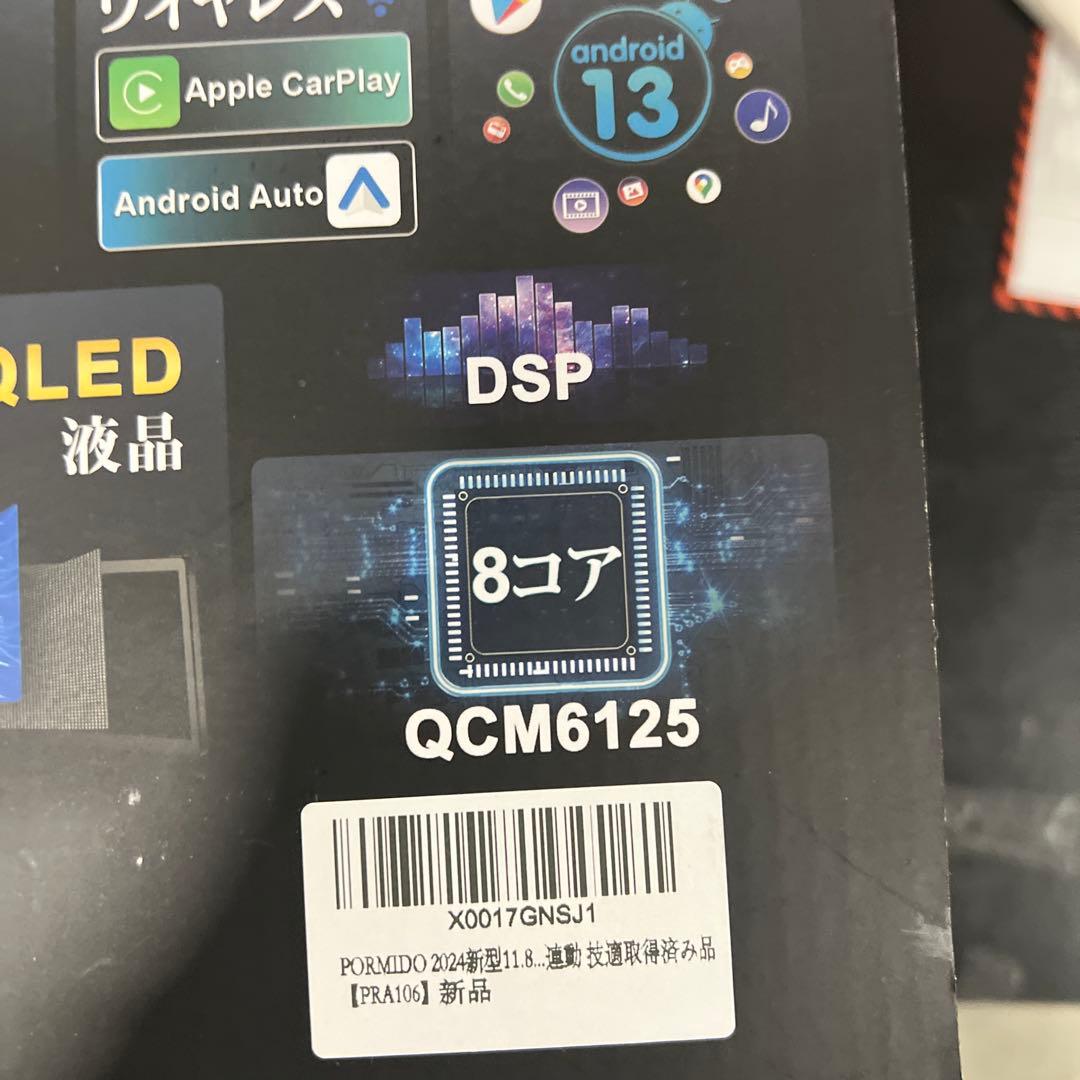 ワイヤレス
Apple CarPlay
Android Auto
android
13
QLED
液晶
DSP
8コア
QCM6125
X0017GNSJ1
PORMIDO 2024新型11.8...連動 技適取得済み品
【PRA106】新品